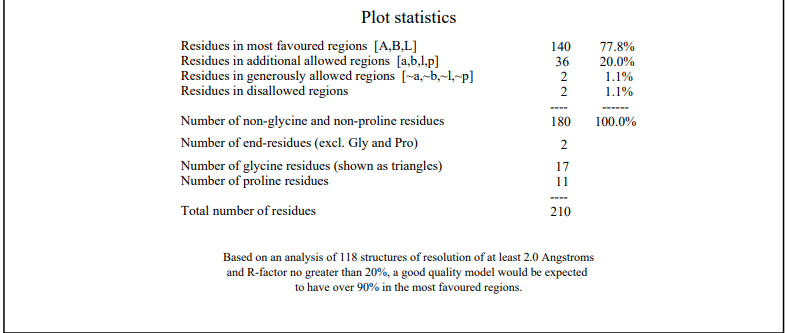 Plot statistics
Residues in most favoured regions [A,B,L] 140 77.8%
Residues in additional allowed regions [a,b,l,p] 36 20.0%
Residues in generously allowed regions [~a,~b,~l,~p] 2 1.1%
Residues in disallowed regions 2 1.1%
---- ------
Number of non-glycine and non-proline residues 180 100.0%
Number of end-residues (excl. Gly and Pro) 2
Number of glycine residues (shown as triangles) 17
Number of proline residues 11
----
Total number of residues 210
Based on an analysis of 118 structures of resolution of at least 2.0 Angstroms
and R-factor no greater than 20%, a good quality model would be expected
to have over 90% in the most favoured regions.